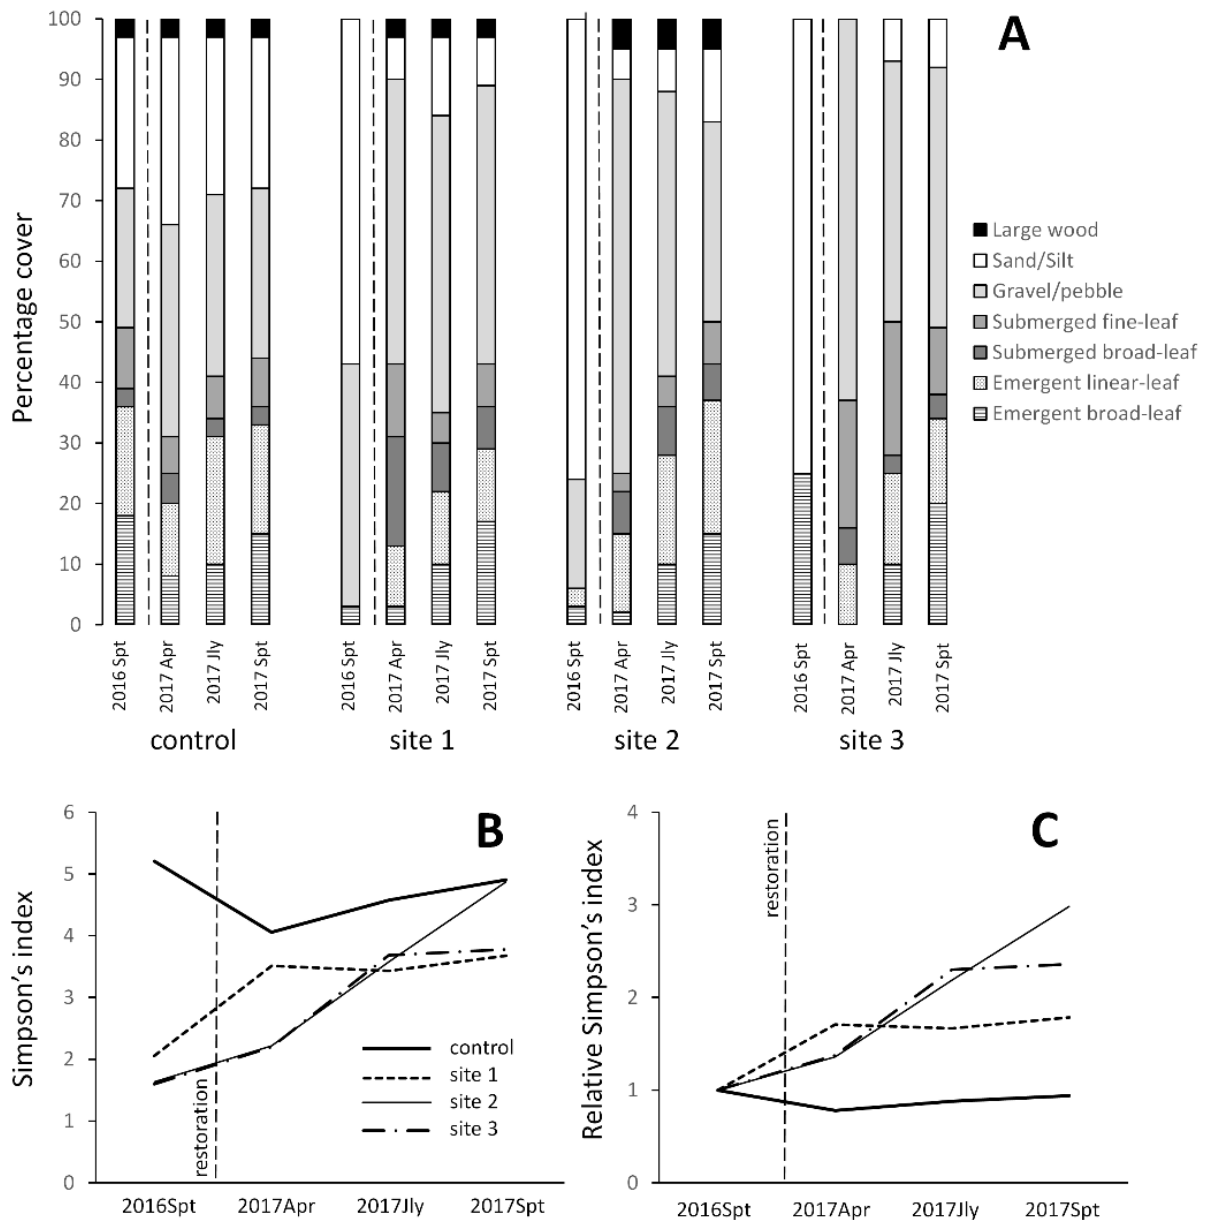 A
Percentage cover
100
90
80
70
60
50
40
30
20
10
0
Large wood
Sand/Silt
Gravel/pebble
Submerged fine-leaf
Submerged broad-leaf
Emergent linear-leaf
Emergent broad-leaf
2016 Spt
2017 Apr
2017 Jly
2017 Spt
2016 Spt
2017 Apr
2017 Jly
2017 Spt
2016 Spt
2017 Apr
2017 Jly
2017 Spt
2016 Spt
2017 Apr
2017 Jly
2017 Spt
control
site 1
site 2
site 3
B
Simpson's index
6
5
4
3
2
1
0
restoration
control
site 1
site 2
site 3
2016Spt
2017Apr
2017Jly
2017Spt
C
Relative Simpson's index
4
3
2
1
0
restoration
2016Spt
2017Apr
2017Jly
2017Spt